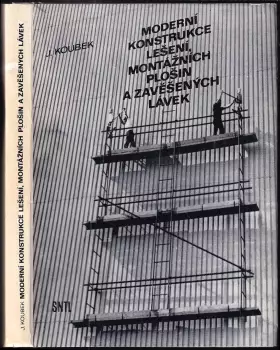 J. KOUBEK MODERNÍ KONSTRUKCE LEŠENÍ, MONTÁŽNÍCH PLOŠIN A ZAVĚŠENÝCH LÁVEK
J. KOUBEK
MODERNÍ
KONSTRUKCE
LEŠENÍ,
MONTÁŽNÍCH
PLOŠIN
A ZAVĚŠENÝCH
LÁVEK
SNTL